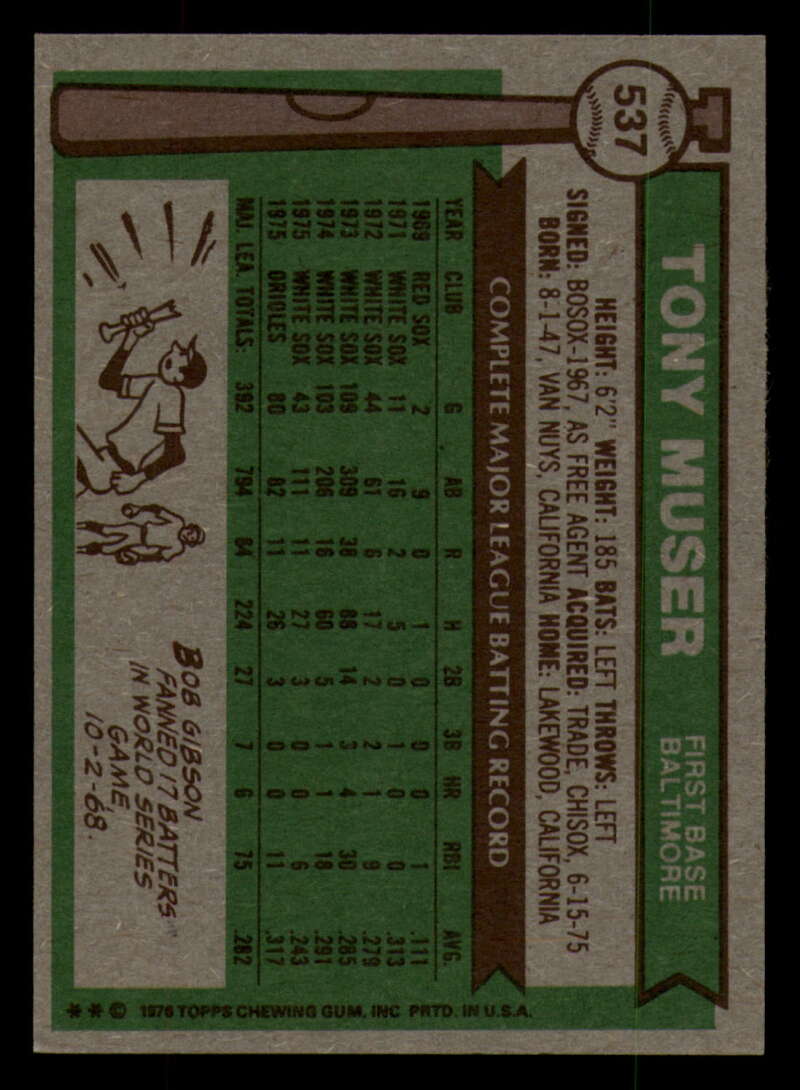 537
TONY MUSER
FIRST BASE
BALTIMORE
HEIGHT: 6'2" WEIGHT: 185 BATS: LEFT THROWS: LEFT
SIGNED: BOSOX-1967, AS FREE AGENT ACQUIRED: TRADE, CHISOX, 6-15-75
BORN: 8-1-47, VAN NUYS, CALIFORNIA HOME: LAKEWOOD, CALIFORNIA
COMPLETE MAJOR LEAGUE BATTING RECORD
YEAR CLUB G AB R H 2B 3B HR RBI AVG.
1969 RED SOX 2 9 0 1 0 0 0 1 .111
1971 WHITE SOX 11 16 2 5 0 1 0 0 .313
1972 WHITE SOX 44 61 6 17 2 2 1 9 .279
1973 WHITE SOX 109 309 38 88 14 3 4 30 .285
1974 WHITE SOX 103 206 16 60 5 1 1 18 .291
1975 WHITE SOX 43 111 11 27 3 0 0 6 .243
1975 ORIOLES 80 82 11 26 3 0 0 11 .317
MAJ. LEA. TOTALS: 392 794 84 224 27 7 6 75 .282
BOB GIBSON
FANNED 17 BATTERS
IN WORLD SERIES
GAME,
10-2-68.
* * © 1976 TOPPS CHEWING GUM, INC PRTD. IN U.S.A.